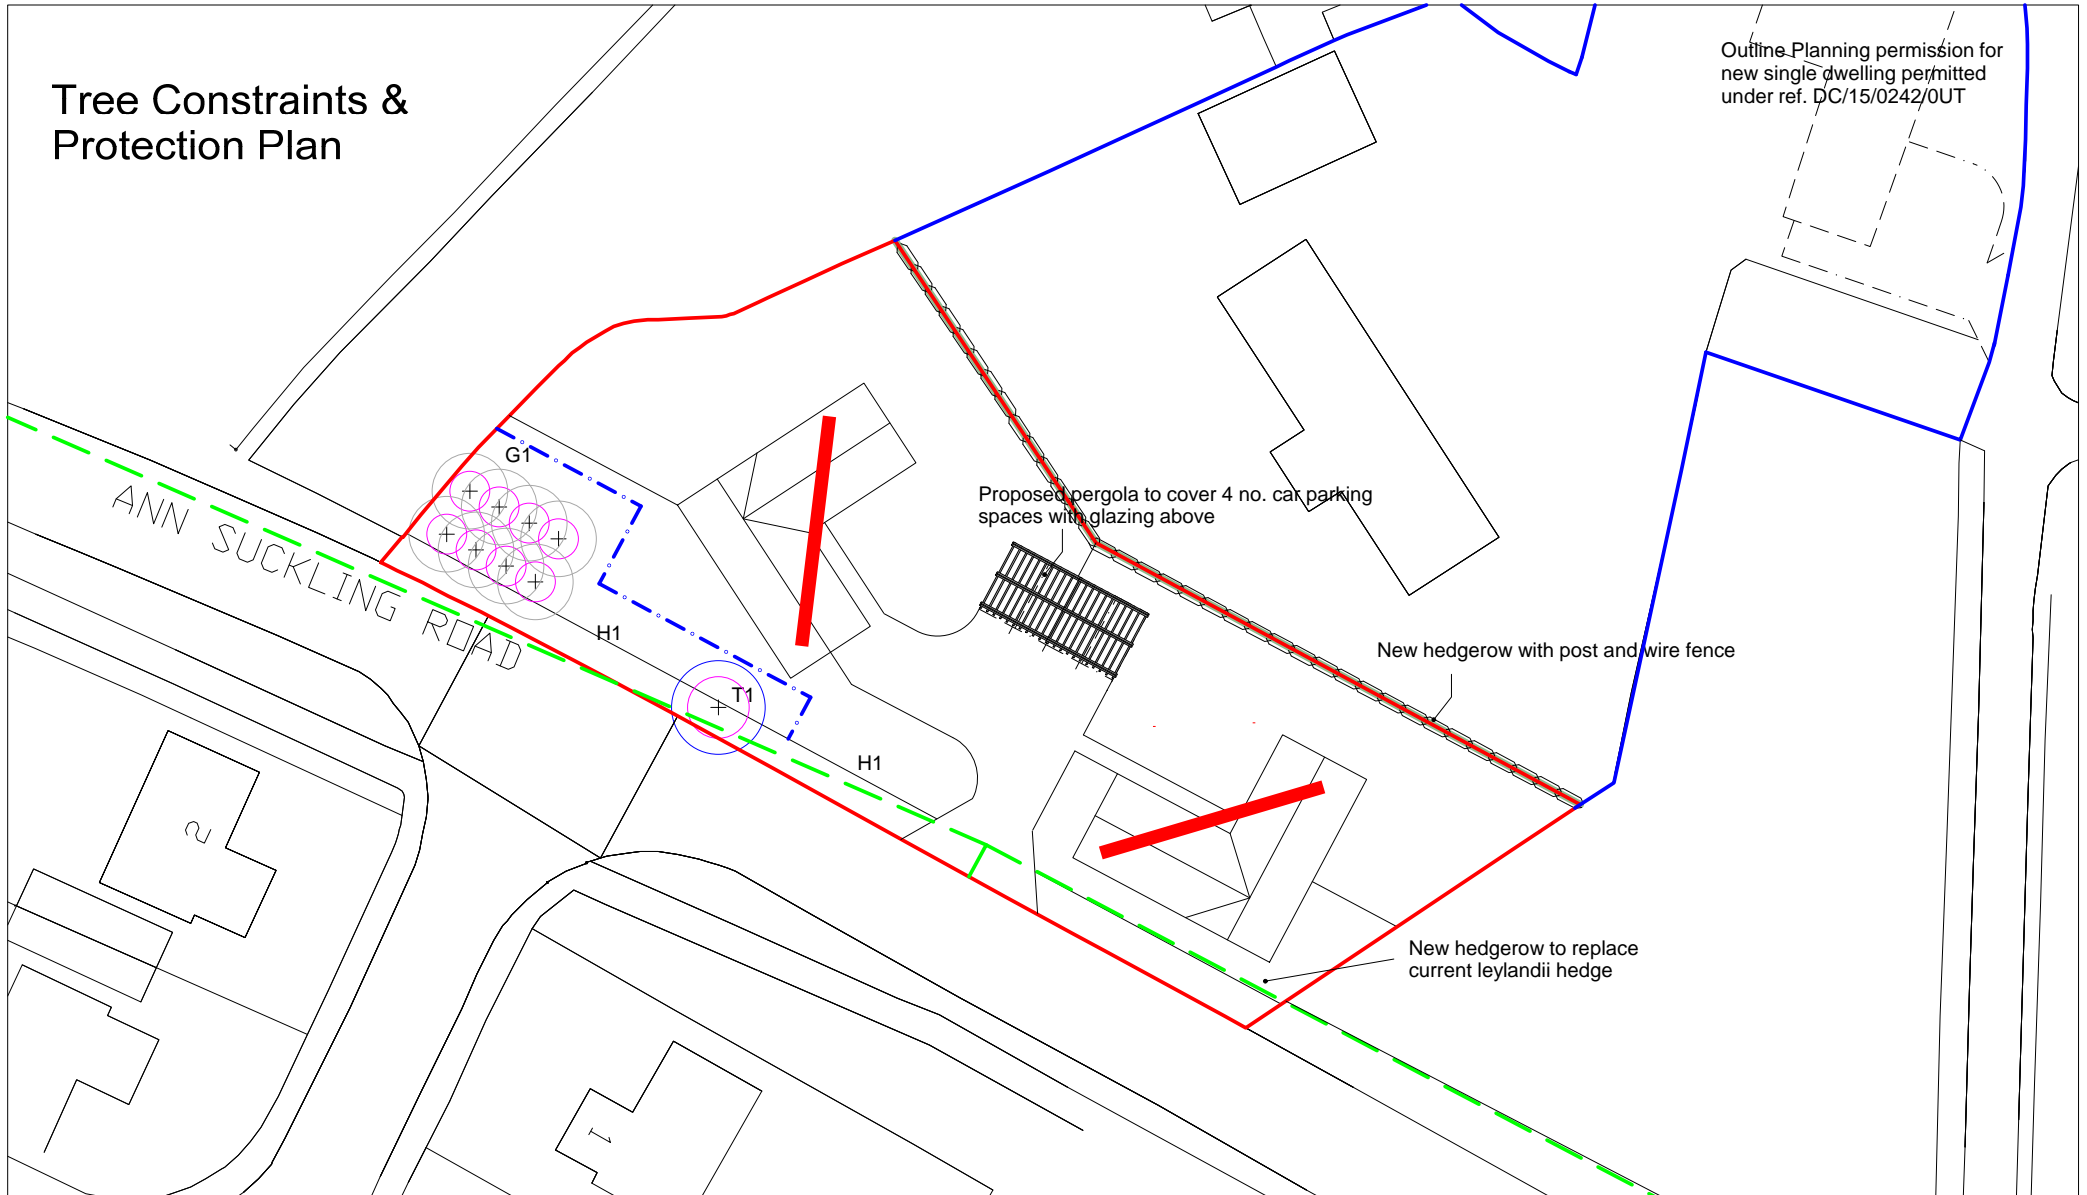 Tree Constraints &
Protection Plan
Outline Planning permission for
new single dwelling permitted
under ref. DC/15/0242/0UT
G1
ANN SUCKLING ROAD
Proposed pergola to cover 4 no. car parking
spaces with glazing above
H1
New hedgerow with post and wire fence
T1
H1
2
New hedgerow to replace
current leylandii hedge
1